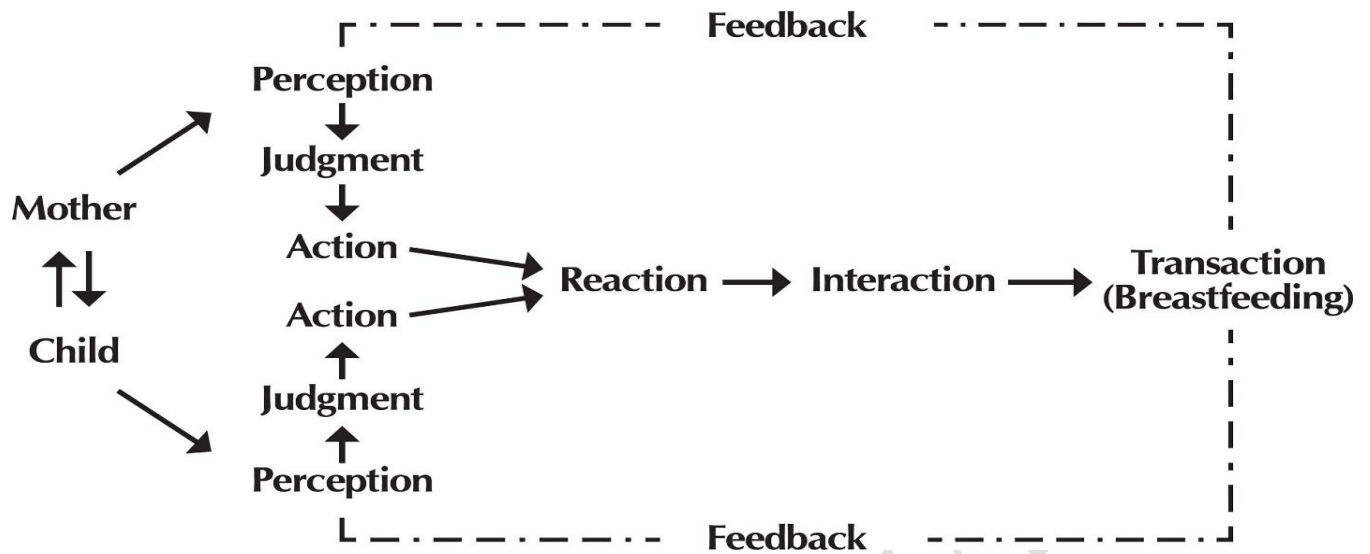 Feedback
Perception
Judgment
Mother
Action
Reaction
Interaction
Transaction
(Breastfeeding)
Action
Child
Judgment
Perception
Feedback